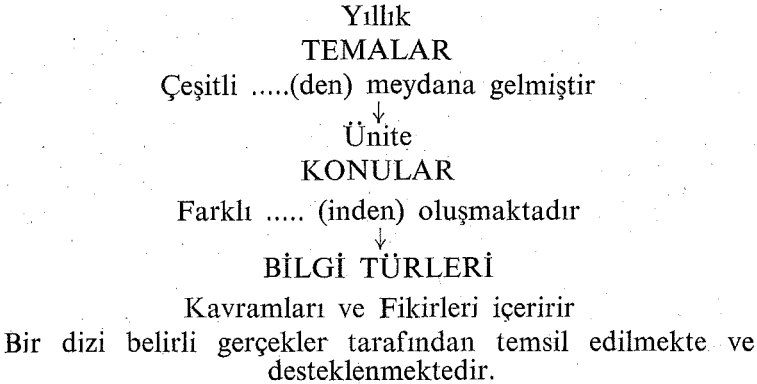 Yıllık
TEMALAR
Çeşitli .....(den) meydana gelmiştir
↓
Ünite
KONULAR
Farklı ..... (inden) oluşmaktadır
↓
BİLGİ TÜRLERİ
Kavramları ve Fikirleri içeririr
Bir dizi belirli gerçekler tarafından temsil edilmekte ve
desteklenmektedir.